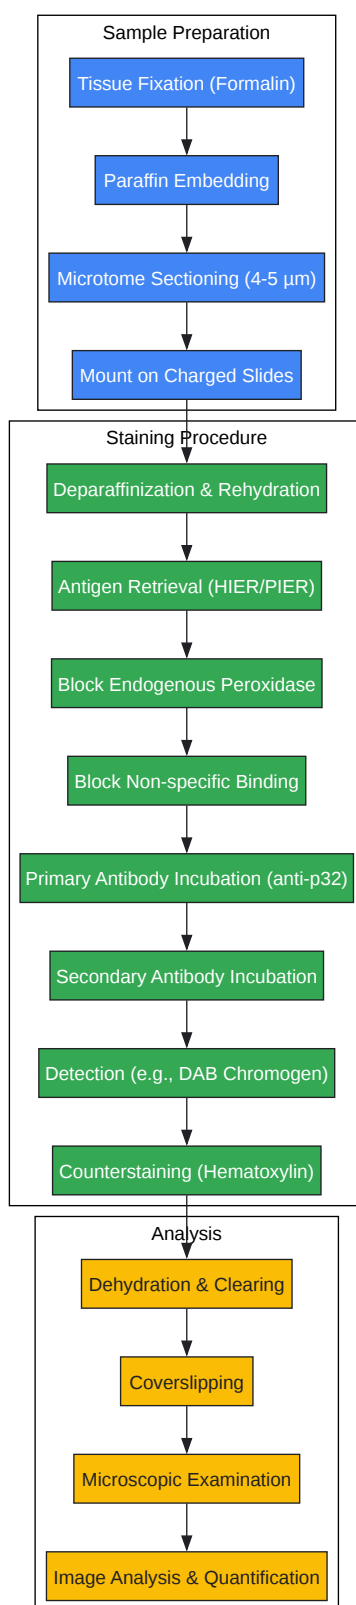 Sample Preparation
Tissue Fixation (Formalin)
Paraffin Embedding
Microtome Sectioning (4-5 µm)
Mount on Charged Slides
Staining Procedure
Deparaffinization & Rehydration
Antigen Retrieval (HIER/PIER)
Block Endogenous Peroxidase
Block Non-specific Binding
Primary Antibody Incubation (anti-p32)
Secondary Antibody Incubation
Detection (e.g., DAB Chromogen)
Counterstaining (Hematoxylin)
Analysis
Dehydration & Clearing
Coverslipping
Microscopic Examination
Image Analysis & Quantification